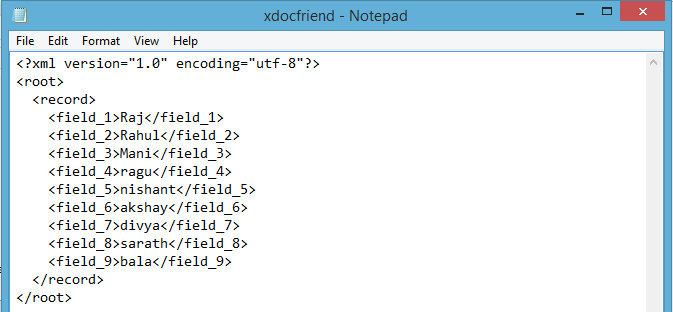 xdocfriend - Notepad
File Edit Format View Help
<?xml version="1.0" encoding="utf-8"?>
<root>
  <record>
    <field_1>Raj</field_1>
    <field_2>Rahul</field_2>
    <field_3>Mani</field_3>
    <field_4>ragu</field_4>
    <field_5>nishant</field_5>
    <field_6>akshay</field_6>
    <field_7>divya</field_7>
    <field_8>sarath</field_8>
    <field_9>bala</field_9>
  </record>
</root>